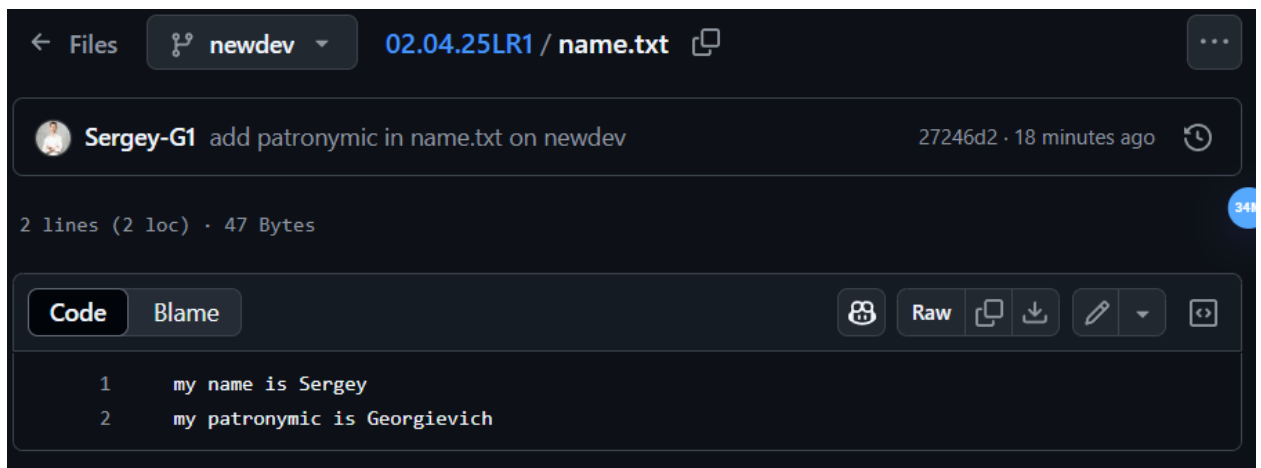 Files newdev 02.04.25LR1 / name.txt
Sergey-G1 add patronymic in name.txt on newdev 27246d2 · 18 minutes ago
34M
2 lines (2 loc) · 47 Bytes
Code Blame Raw
1 my name is Sergey
2 my patronymic is Georgievich